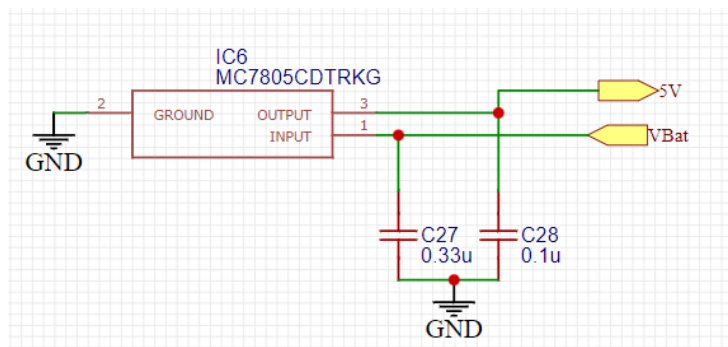 IC6
MC7805CDTRKG
2
GROUND
OUTPUT
3
5V
INPUT
1
VBat
GND
C27
0.33u
C28
0.1u
GND